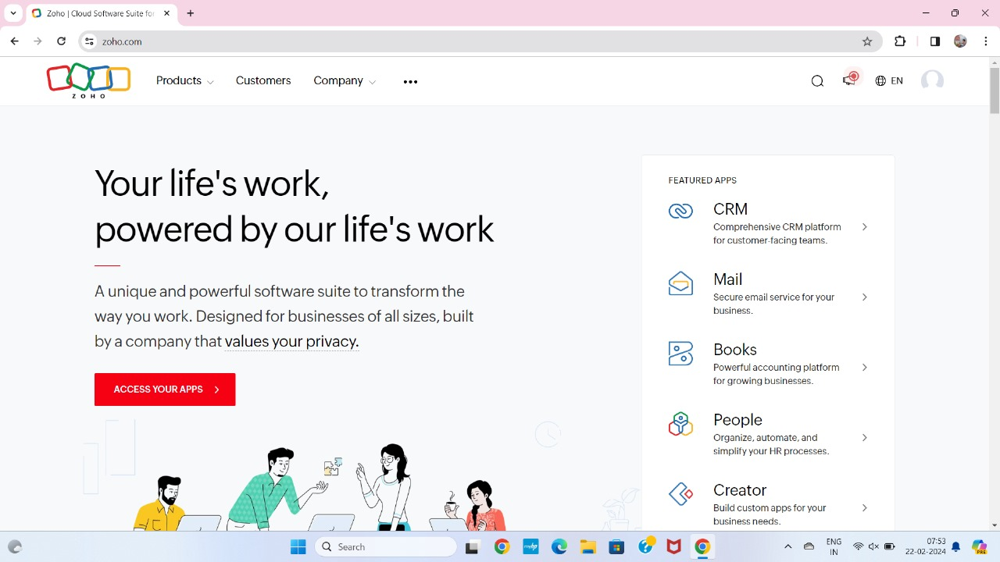 Zoho | Cloud Software Suite for
zoho.com
ZOHO
Products
Customers
Company
EN
Your life's work,
powered by our life's work
A unique and powerful software suite to transform the
way you work. Designed for businesses of all sizes, built
by a company that values your privacy.
ACCESS YOUR APPS
FEATURED APPS
CRM
Comprehensive CRM platform
for customer-facing teams.
Mail
Secure email service for your
business.
Books
Powerful accounting platform
for growing businesses.
People
Organize, automate, and
simplify your HR processes.
Creator
Build custom apps for your
business needs.
Search
myhp
ENG
IN
07:53
22-02-2024
PRE